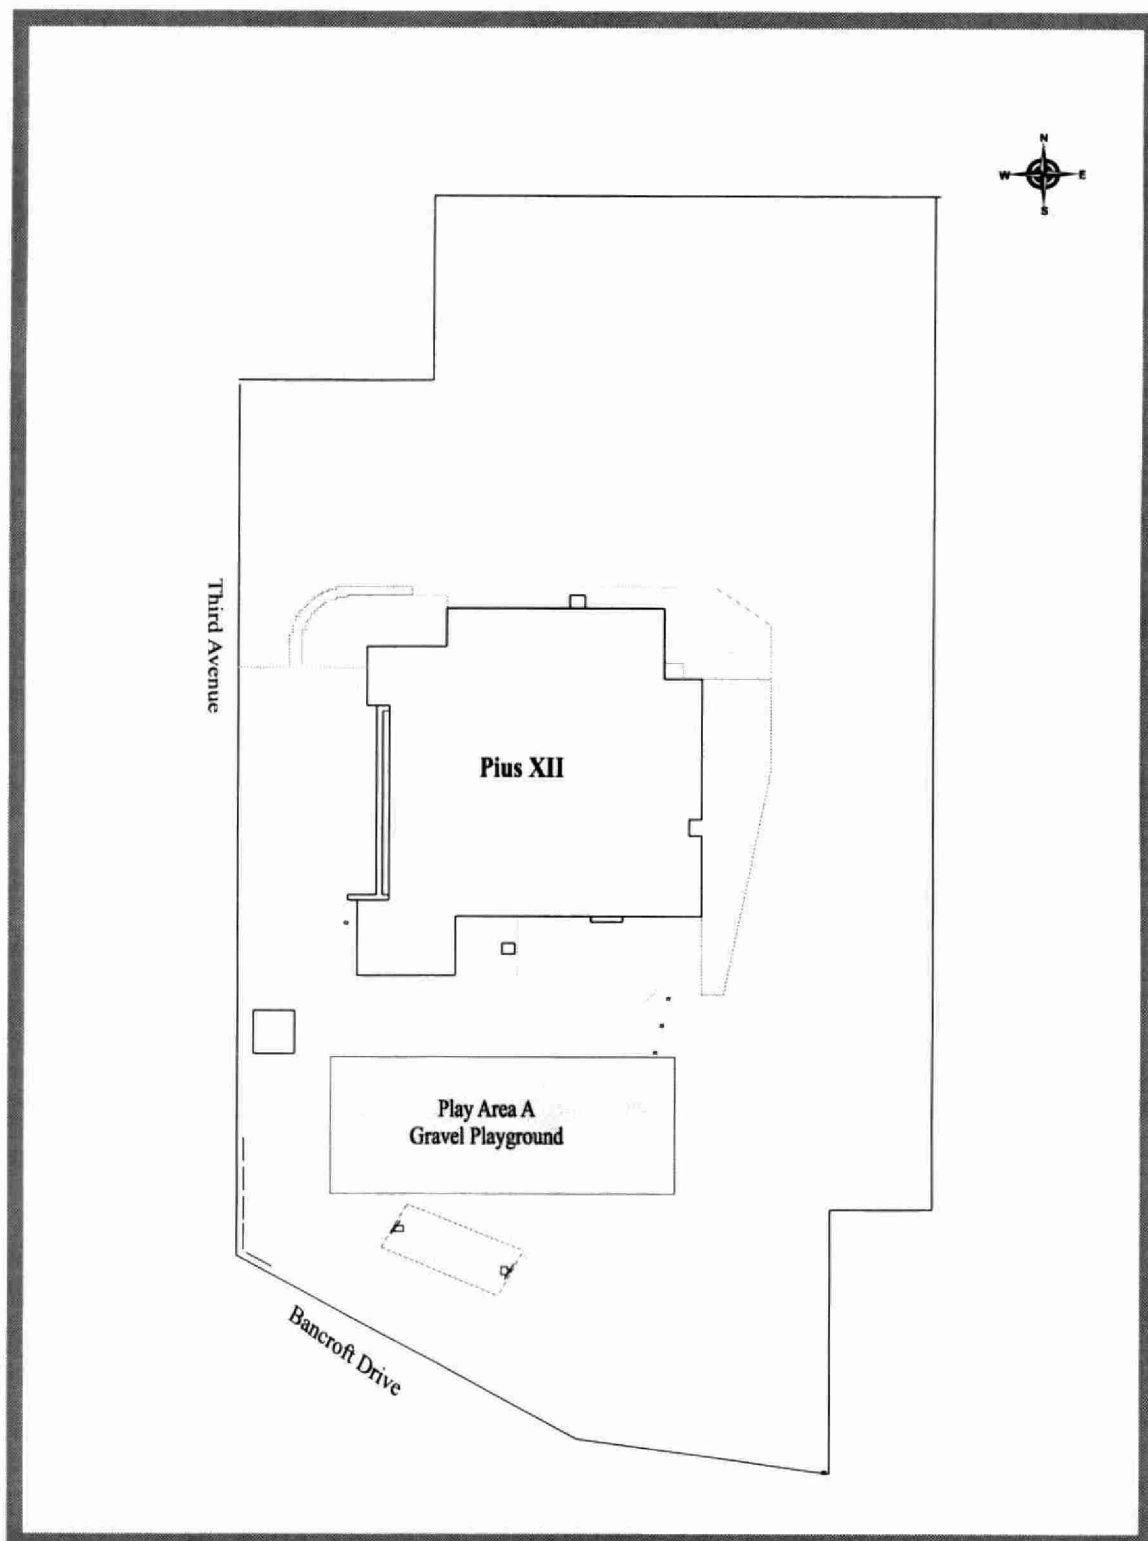 N
W E
S
Third Avenue
Pius XII
Play Area A
Gravel Playground
Bancroft Drive